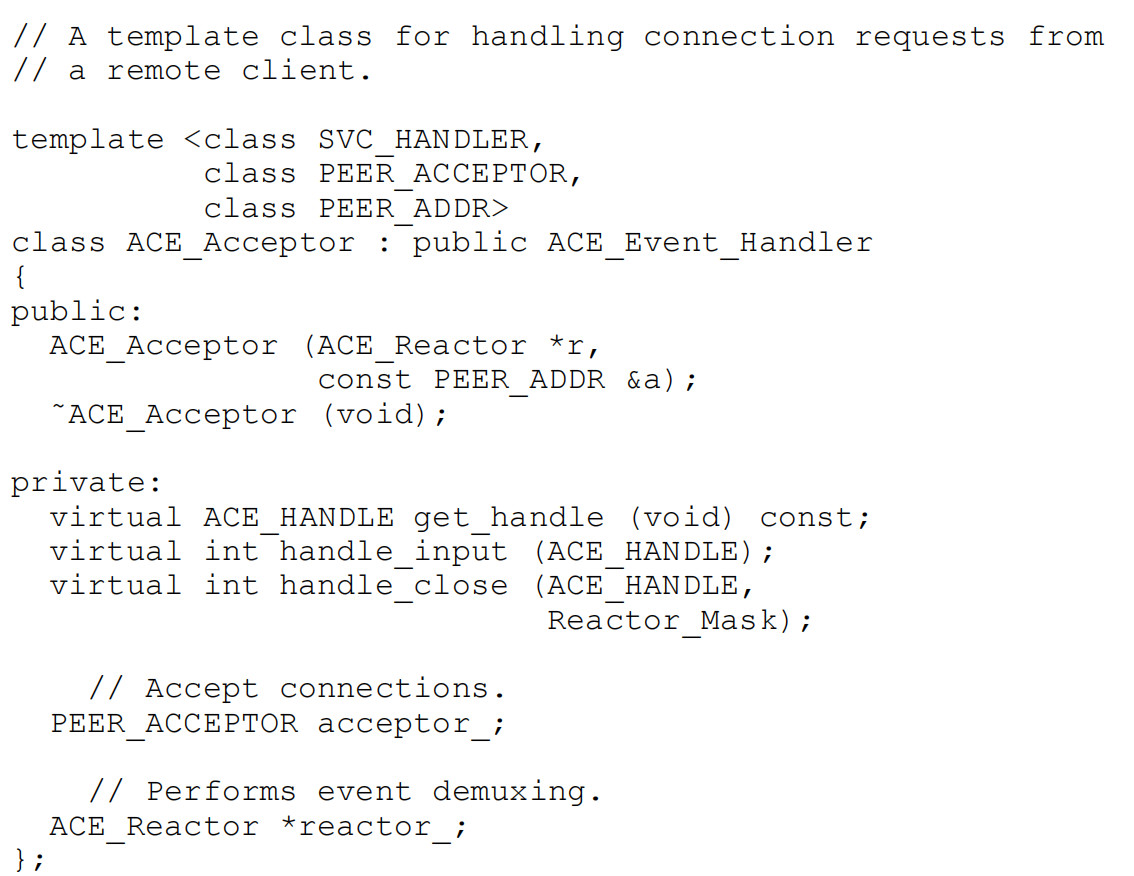 // A template class for handling connection requests from
// a remote client.

template <class SVC_HANDLER,
          class PEER_ACCEPTOR,
          class PEER_ADDR>
class ACE_Acceptor : public ACE_Event_Handler
{
public:
  ACE_Acceptor (ACE_Reactor *r,
                const PEER_ADDR &a);
  ~ACE_Acceptor (void);

private:
  virtual ACE_HANDLE get_handle (void) const;
  virtual int handle_input (ACE_HANDLE);
  virtual int handle_close (ACE_HANDLE,
                            Reactor_Mask);

    // Accept connections.
  PEER_ACCEPTOR acceptor_;

    // Performs event demuxing.
  ACE_Reactor *reactor_;
};